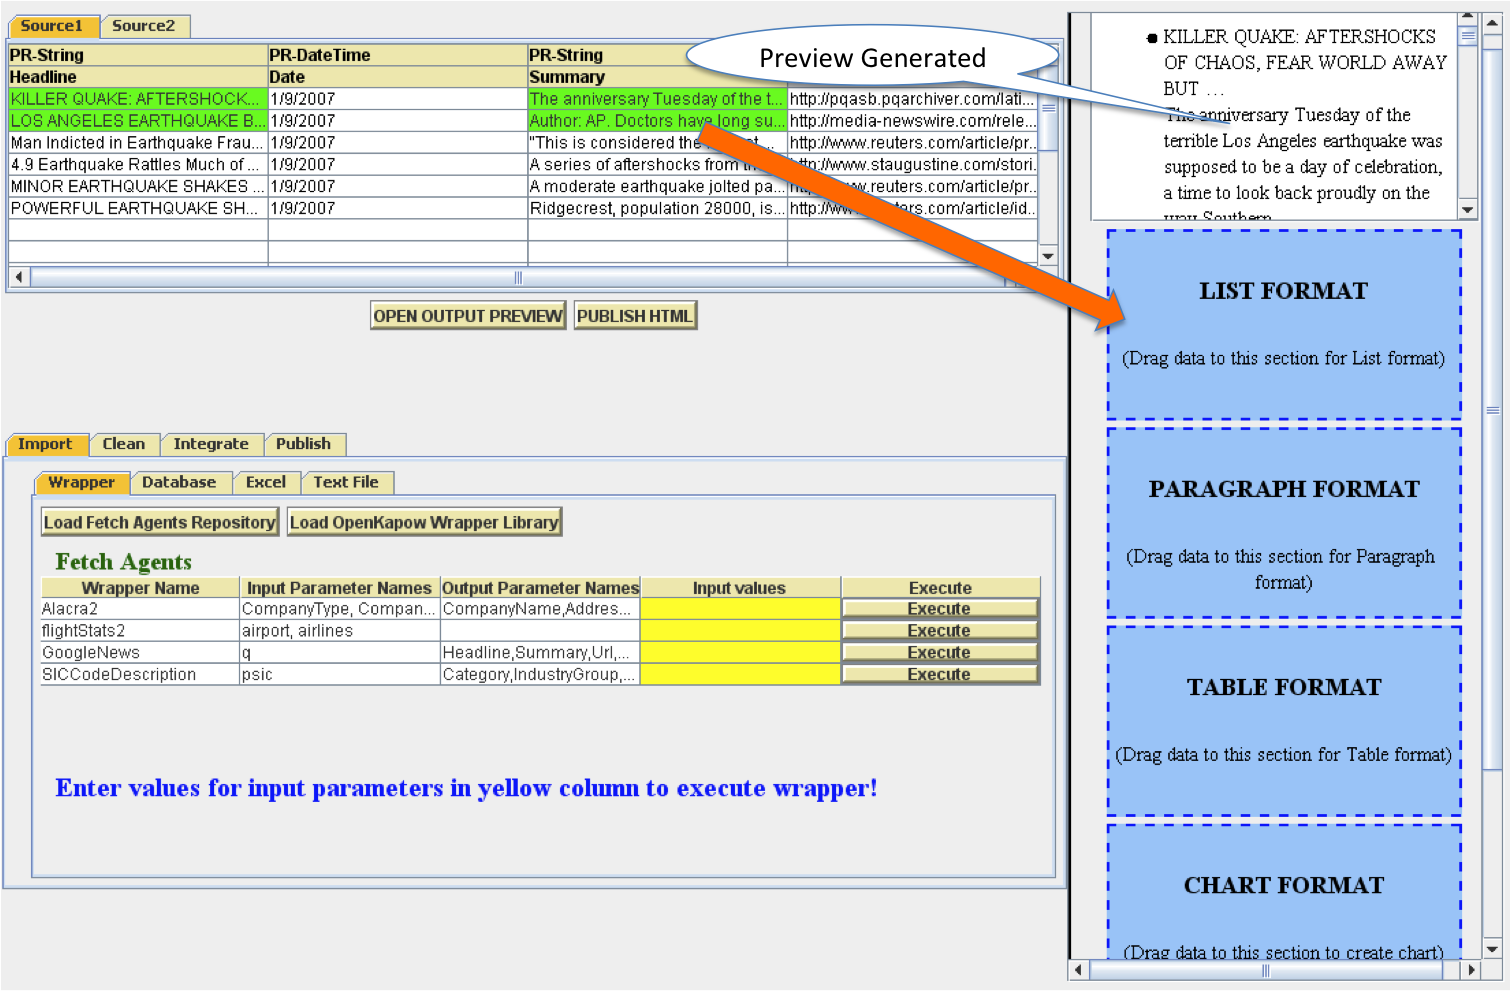 Source1 Source2
PR-String PR-DateTime PR-String
Headline Date Summary
KILLER QUAKE: AFTERSHOCK... 1/9/2007 The anniversary Tuesday of the t... http://pqasb.pqarchiver.com/lati...
LOS ANGELES EARTHQUAKE B... 1/9/2007 Author: AP. Doctors have long su... http://media-newswire.com/rele...
Man Indicted in Earthquake Frau... 1/9/2007 "This is considered the http://www.reuters.com/article/pr...
4.9 Earthquake Rattles Much of ... 1/9/2007 A series of aftershocks from http://www.staugustine.com/stori...
MINOR EARTHQUAKE SHAKES ... 1/9/2007 A moderate earthquake jolted pa... http://www.reuters.com/article/pr...
POWERFUL EARTHQUAKE SH... 1/9/2007 Ridgecrest, population 28000, is... http://www.reuters.com/article/id...
OPEN OUTPUT PREVIEW PUBLISH HTML
Preview Generated
KILLER QUAKE: AFTERSHOCKS
OF CHAOS, FEAR WORLD AWAY
BUT ...
The anniversary Tuesday of the
terrible Los Angeles earthquake was
supposed to be a day of celebration,
a time to look back proudly on the
way Southern
LIST FORMAT
(Drag data to this section for List format)
PARAGRAPH FORMAT
(Drag data to this section for Paragraph
format)
TABLE FORMAT
(Drag data to this section for Table format)
CHART FORMAT
(Drag data to this section to create chart)
Import Clean Integrate Publish
Wrapper Database Excel Text File
Load Fetch Agents Repository Load OpenKapow Wrapper Library
Fetch Agents
Wrapper Name Input Parameter Names Output Parameter Names Input values Execute
Alacra2 CompanyType, Compan... CompanyName,Addres... Execute
flightStats2 airport, airlines Execute
GoogleNews q Headline,Summary,Url,... Execute
SICCodeDescription psic Category,IndustryGroup,... Execute
Enter values for input parameters in yellow column to execute wrapper!